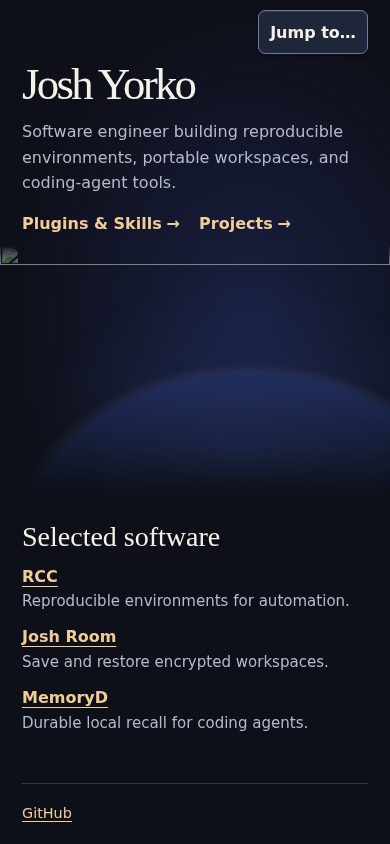 Jump to...
Josh Yorko
Software engineer building reproducible
environments, portable workspaces, and
coding-agent tools.
Plugins & Skills → Projects →
Selected software
RCC
Reproducible environments for automation.
Josh Room
Save and restore encrypted workspaces.
MemoryD
Durable local recall for coding agents.
GitHub